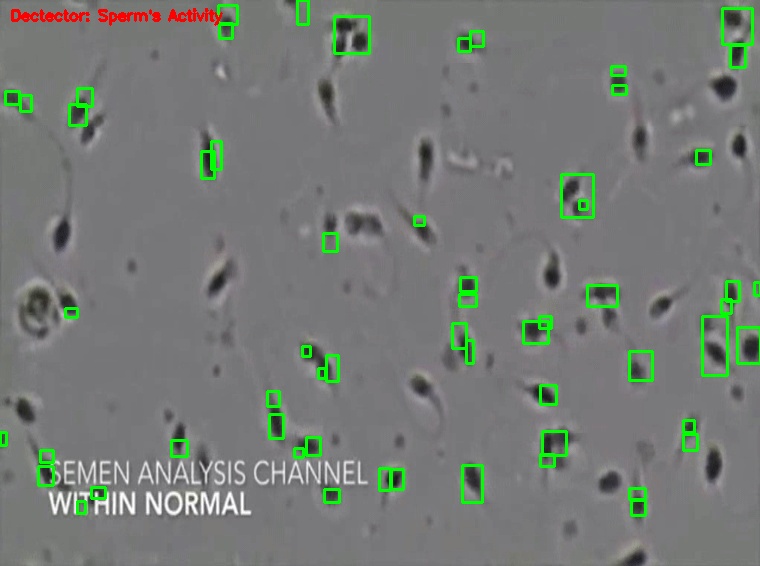 Dectector: Sperm's Activity
SEMEN ANALYSIS CHANNEL
WITHIN NORMAL